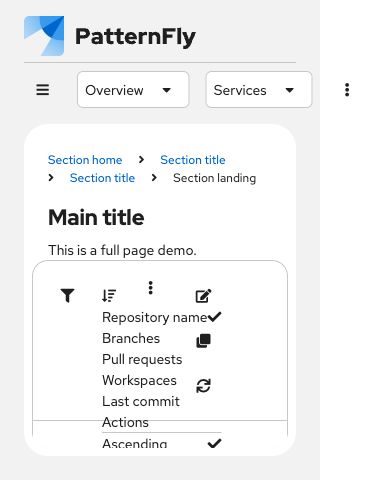 PatternFly
Overview Services
Section home Section title
Section title Section landing
Main title
This is a full page demo.
Repository name
Branches
Pull requests
Workspaces
Last commit
Actions
Ascending